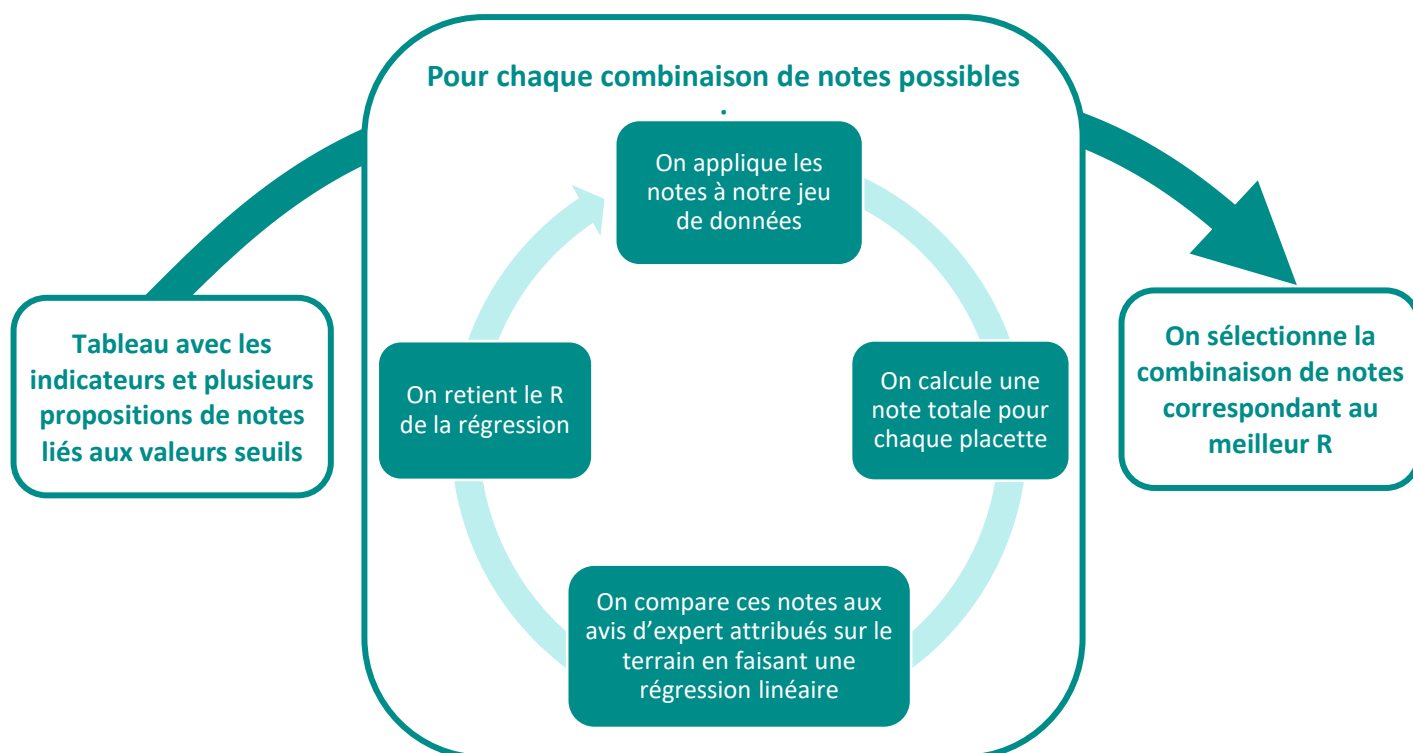 Pour chaque combinaison de notes possibles
.
On applique les
notes à notre jeu
de données
Tableau avec les
indicateurs et plusieurs
propositions de notes
liés aux valeurs seuils
On retient le R
de la régression
On calcule une
note totale pour
chaque placette
On sélectionne la
combinaison de notes
correspondant au
meilleur R
On compare ces notes aux
avis d’expert attribués sur le
terrain en faisant une
régression linéaire